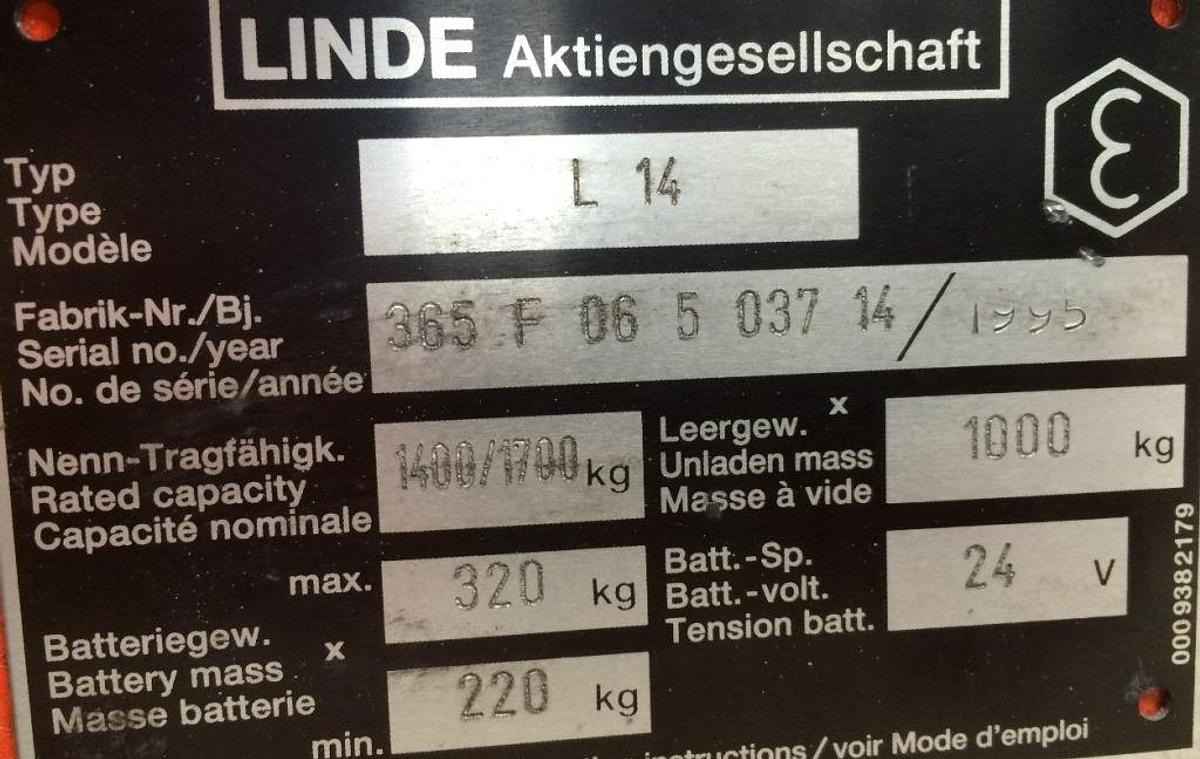 LINDE Aktiengesellschaft
Typ
Type
Modèle
L 14
Fabrik-Nr./Bj.
Serial no./year
No. de série/année
365 F 06 5 037 14 / 1995
Nenn-Tragfähigk.
Rated capacity
Capacité nominale
1400/1700 kg
Leergew. x
Unladen mass
Masse à vide
1000 kg
max.
320 kg
Batteriegew.
Battery mass x
Masse batterie
min.
220 kg
Batt.-Sp.
Batt.-volt.
Tension batt.
24 V
0009382179
instructions / voir Mode d'emploi